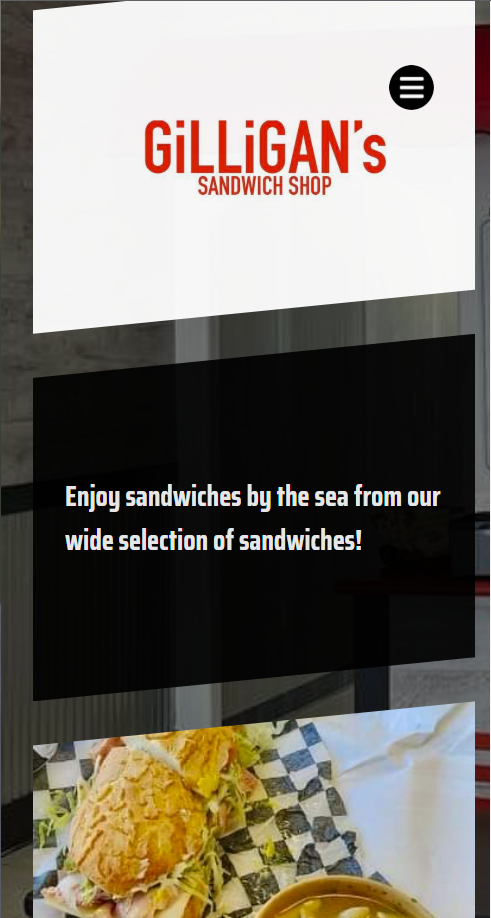 GiLLiGAN's
SANDWICH SHOP
Enjoy sandwiches by the sea from our
wide selection of sandwiches!